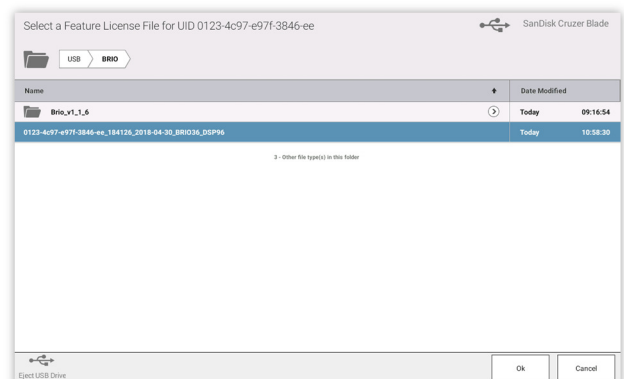 Select a Feature License File for UID 0123-4c97-e97f-3846-ee
SanDisk Cruzer Blade
USB BRIO
Name Date Modified
Brio_v1_1_6 Today 09:16:54
0123-4c97-e97f-3846-ee_184126_2018-04-30_BRIO36_DSP96 Today 10:58:30
3 - Other file type(s) in this folder
Eject USB Drive
Ok Cancel